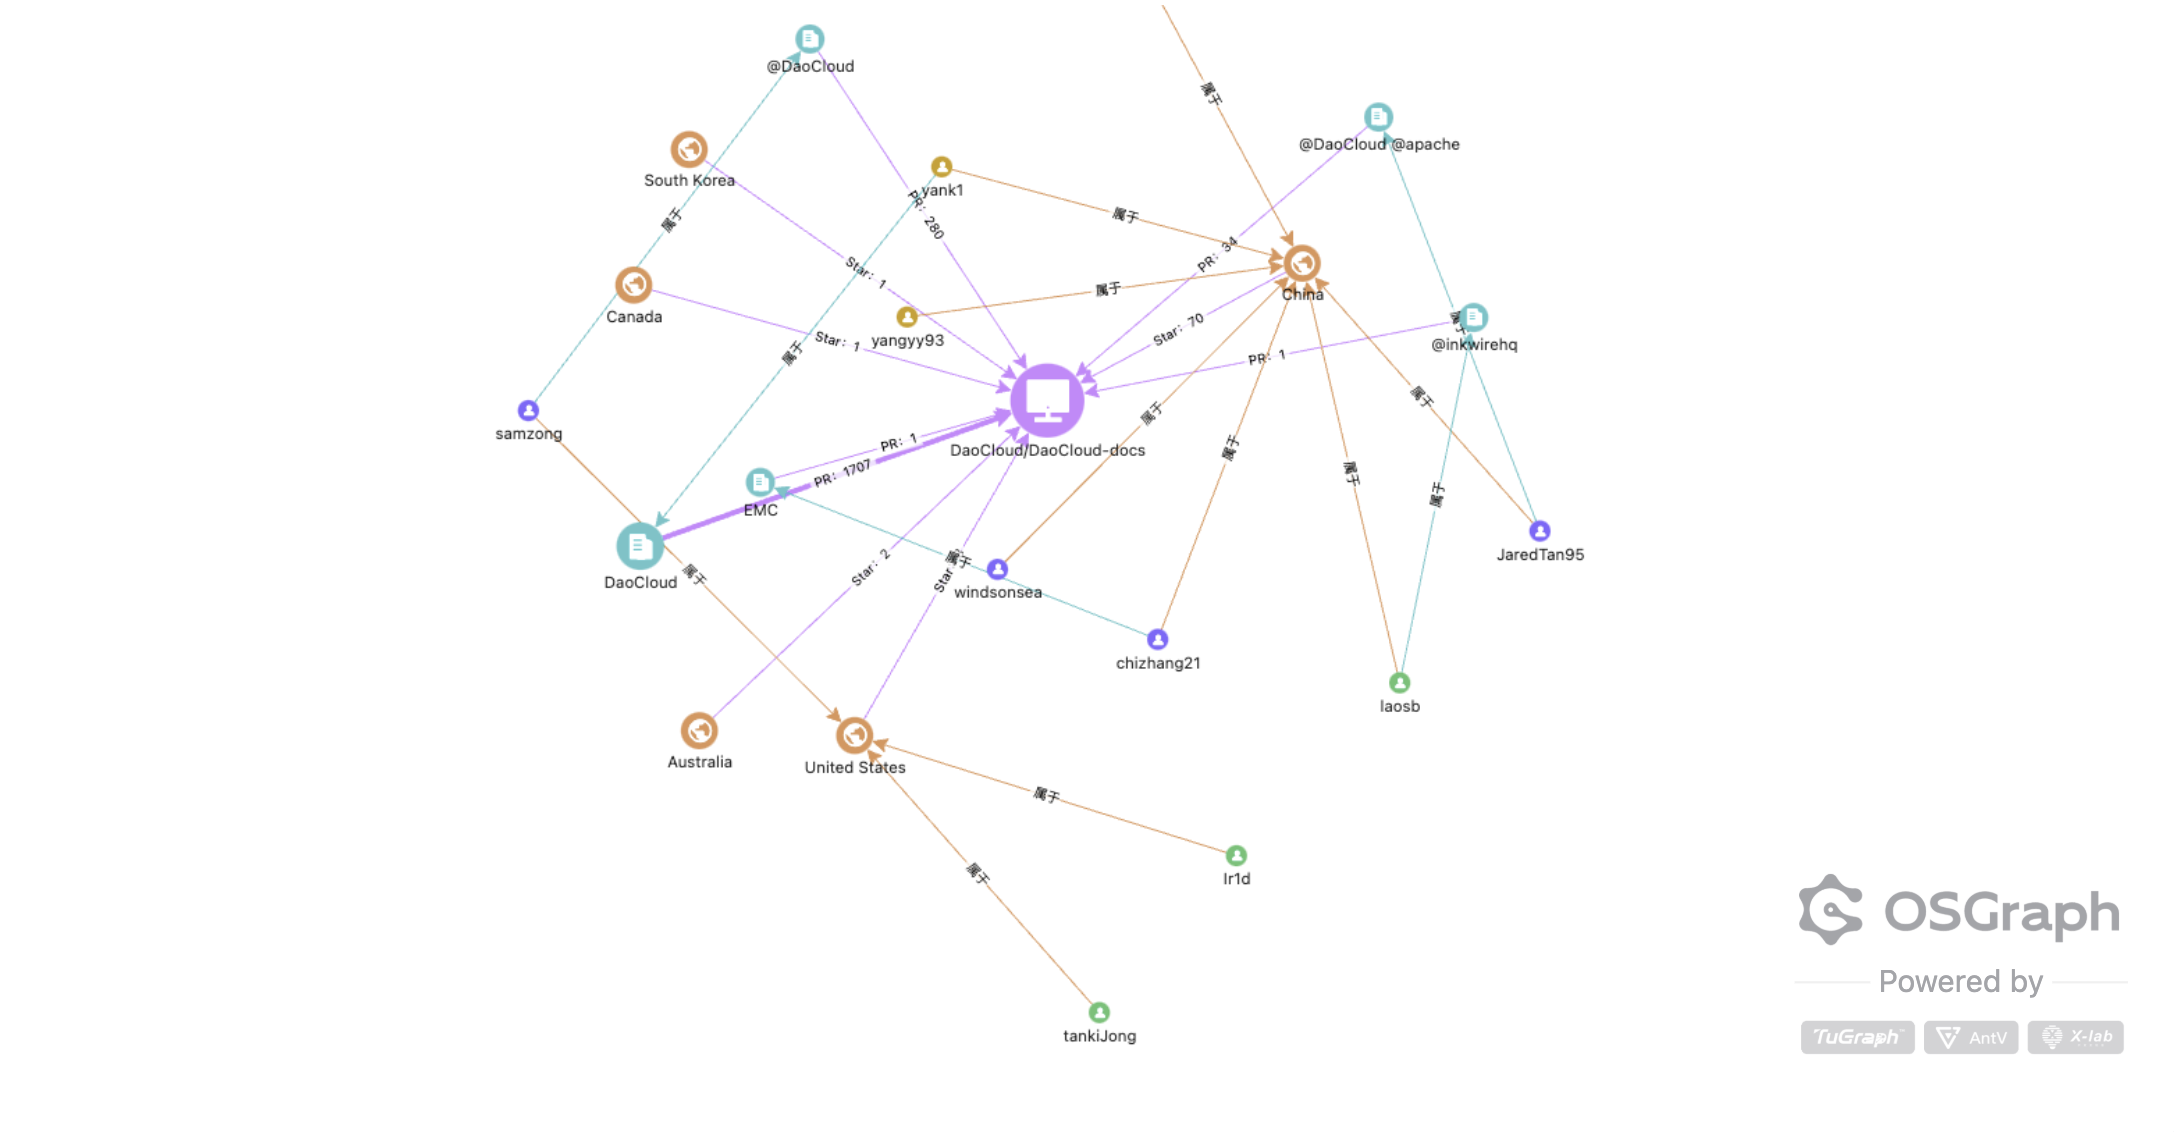 @DaoCloud
属于
@DaoCloud @apache
South Korea
yank1
属于
属于
PR: 280
PR: 34
Star: 1
属于
China
Canada
属于
Star: 70
@inkwirehq
Star: 1
yangyy93
属于
PR: 1
属于
samzong
属于
PR: 1
DaoCloud/DaoCloud-docs
属于
PR: 1707
属于
属于
EMC
JaredTan95
属于
Star: 2
Star
DaoCloud
属于
windsonsea
chizhang21
laosb
Australia
United States
属于
lr1d
属于
tankiJong
OSGraph
Powered by
TuGraph
AntV
X-lab